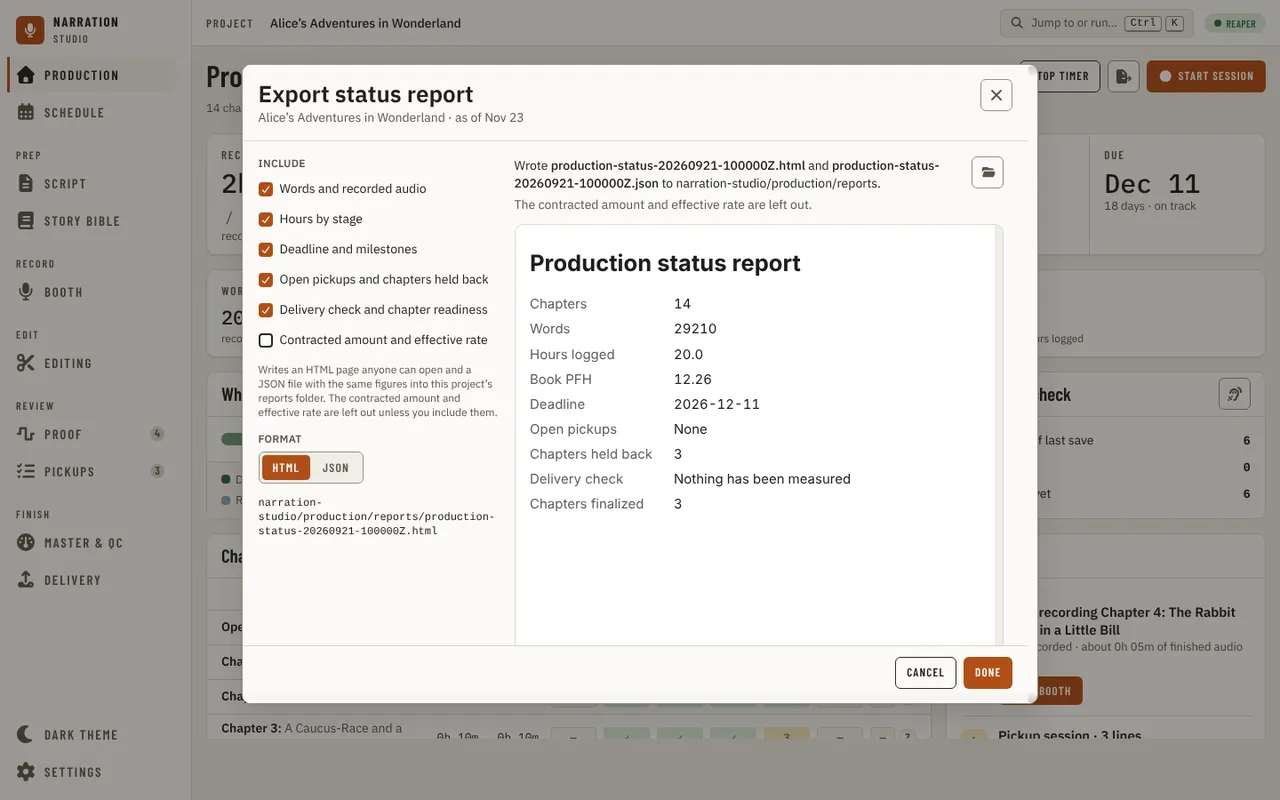 NARRATION
STUDIO
PRODUCTION
SCHEDULE
PREP
SCRIPT
STORY BIBLE
RECORD
BOOTH
EDIT
EDITING
REVIEW
PROOF 4
PICKUPS 3
FINISH
MASTER & QC
DELIVERY
DARK THEME
SETTINGS
PROJECT Alice's Adventures in Wonderland
Jump to or run... Ctrl K
REAPER
TOP TIMER
START SESSION
14 cha
DUE
Dec 11
18 days · on track
Export status report
Alice's Adventures in Wonderland · as of Nov 23
INCLUDE
Words and recorded audio
Hours by stage
Deadline and milestones
Open pickups and chapters held back
Delivery check and chapter readiness
Contracted amount and effective rate
Writes an HTML page anyone can open and a
JSON file with the same figures into this project's
reports folder. The contracted amount and
effective rate are left out unless you include them.
FORMAT
HTML JSON
narration-
studio/production/reports/production-
status-20260921-100000Z.html
Wrote production-status-20260921-100000Z.html and production-status-
20260921-100000Z.json to narration-studio/production/reports.
The contracted amount and effective rate are left out.
Production status report
Chapters 14
Words 29210
Hours logged 20.0
Book PFH 12.26
Deadline 2026-12-11
Open pickups None
Chapters held back 3
Delivery check Nothing has been measured
Chapters finalized 3
CANCEL
DONE
rs logged
heck
f last save 6
0
vet 6
recording Chapter 4: The Rabbit
in a Little Bill
corded · about 0h 05m of finished audio
BOOTH
Chapter 3: A Caucus-Race and a
0h 10m 0h 10m 3 ?
Pickup session · 3 lines